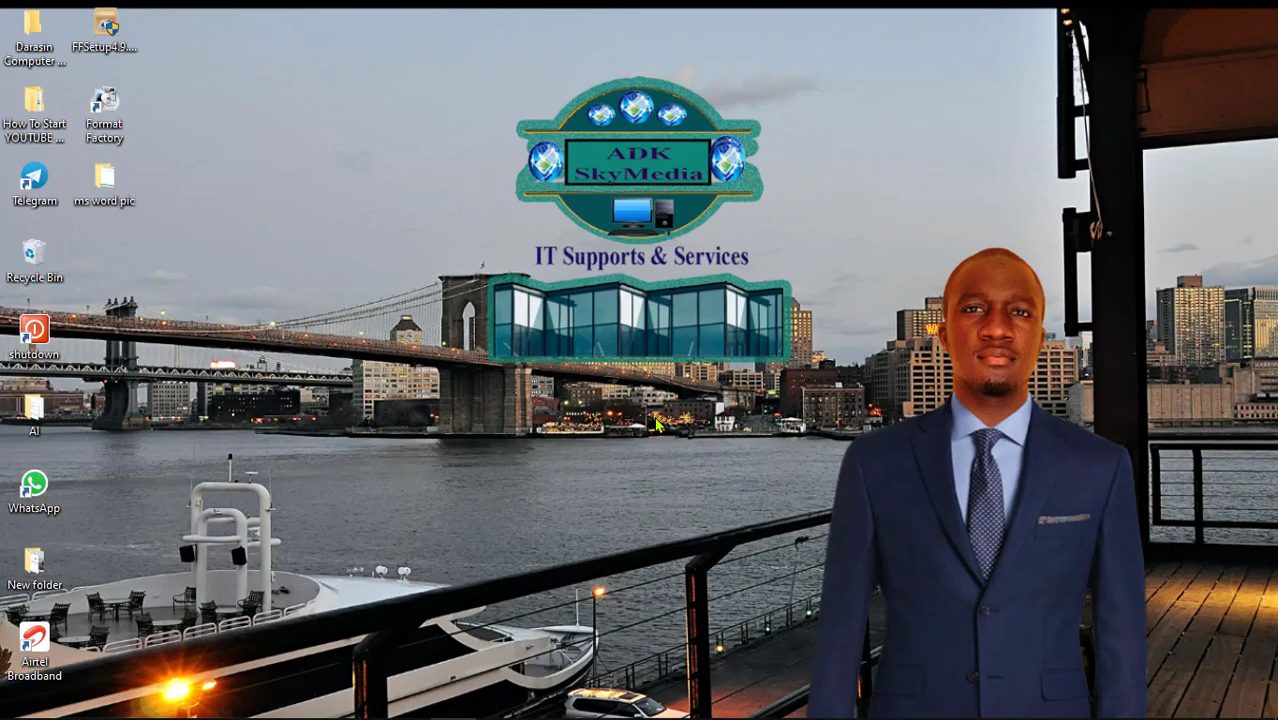 Darasin
Computer ...
FFSetup4.9....
How To Start
YOUTUBE ...
Format
Factory
Telegram
ms word pic
Recycle Bin
shutdown
AI
WhatsApp
New folder
Airtel
Broadband
ADK
SkyMedia
IT Supports & Services
W